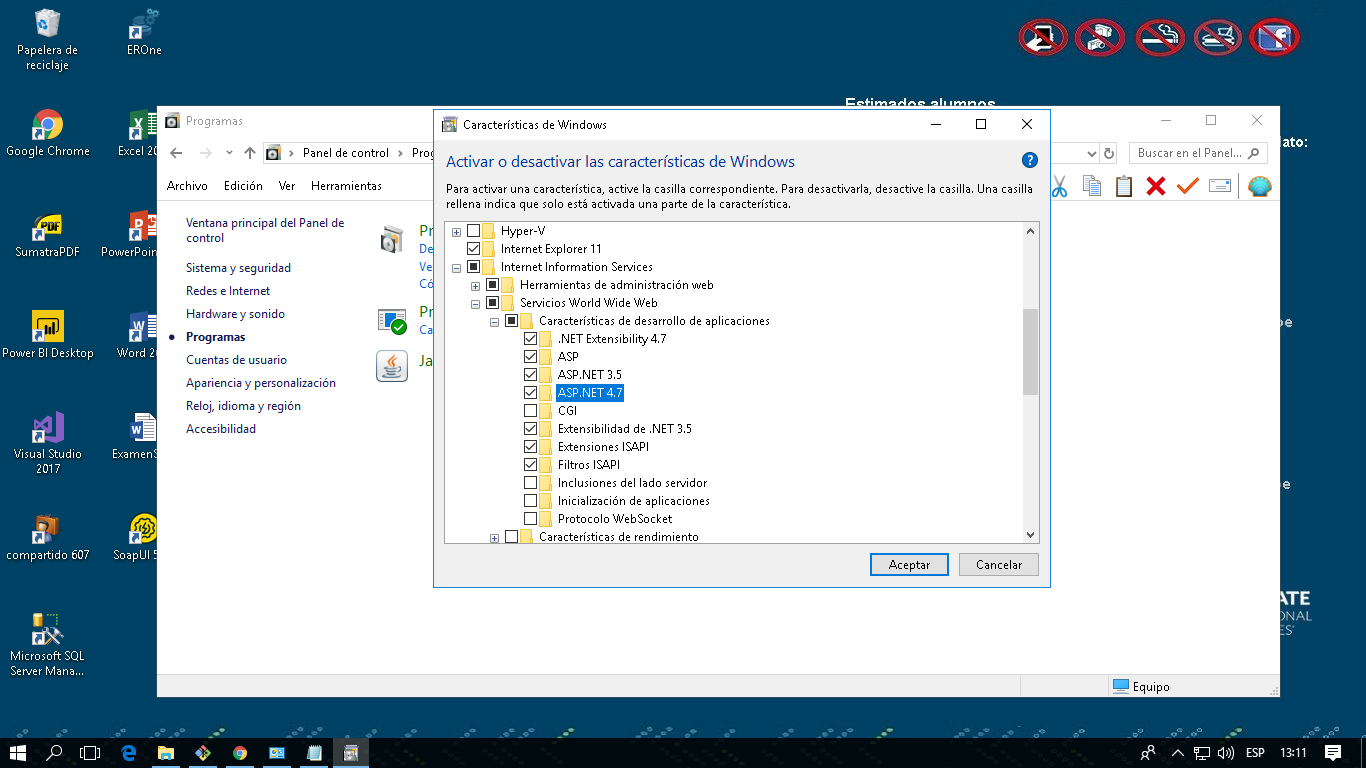 Papelera de
reciclaje
EROne
Google Chrome
Excel 20
SumatraPDF
PowerPoin
Power BI Desktop
Word 20
Visual Studio
2017
ExamenS
compartido 607
SoapUI 5
Microsoft SQL
Server Mana...
Estimados alumnos
ato:
pe
pe
ATE
ONAL
ES
Programas
Panel de control
Prog
Buscar en el Panel...
Archivo
Edición
Ver
Herramientas
Ventana principal del Panel de
control
Sistema y seguridad
Redes e Internet
Hardware y sonido
Programas
Cuentas de usuario
Apariencia y personalización
Reloj, idioma y región
Accesibilidad
Pr
De
Ve
Có
Pr
Ca
Ja
Equipo
Características de Windows
Activar o desactivar las características de Windows
Para activar una característica, active la casilla correspondiente. Para desactivarla, desactive la casilla. Una casilla
rellena indica que solo está activada una parte de la característica.
Hyper-V
Internet Explorer 11
Internet Information Services
Herramientas de administración web
Servicios World Wide Web
Características de desarrollo de aplicaciones
.NET Extensibility 4.7
ASP
ASP.NET 3.5
ASP.NET 4.7
CGI
Extensibilidad de .NET 3.5
Extensiones ISAPI
Filtros ISAPI
Inclusiones del lado servidor
Inicialización de aplicaciones
Protocolo WebSocket
Características de rendimiento
Aceptar
Cancelar
ESP
13:11